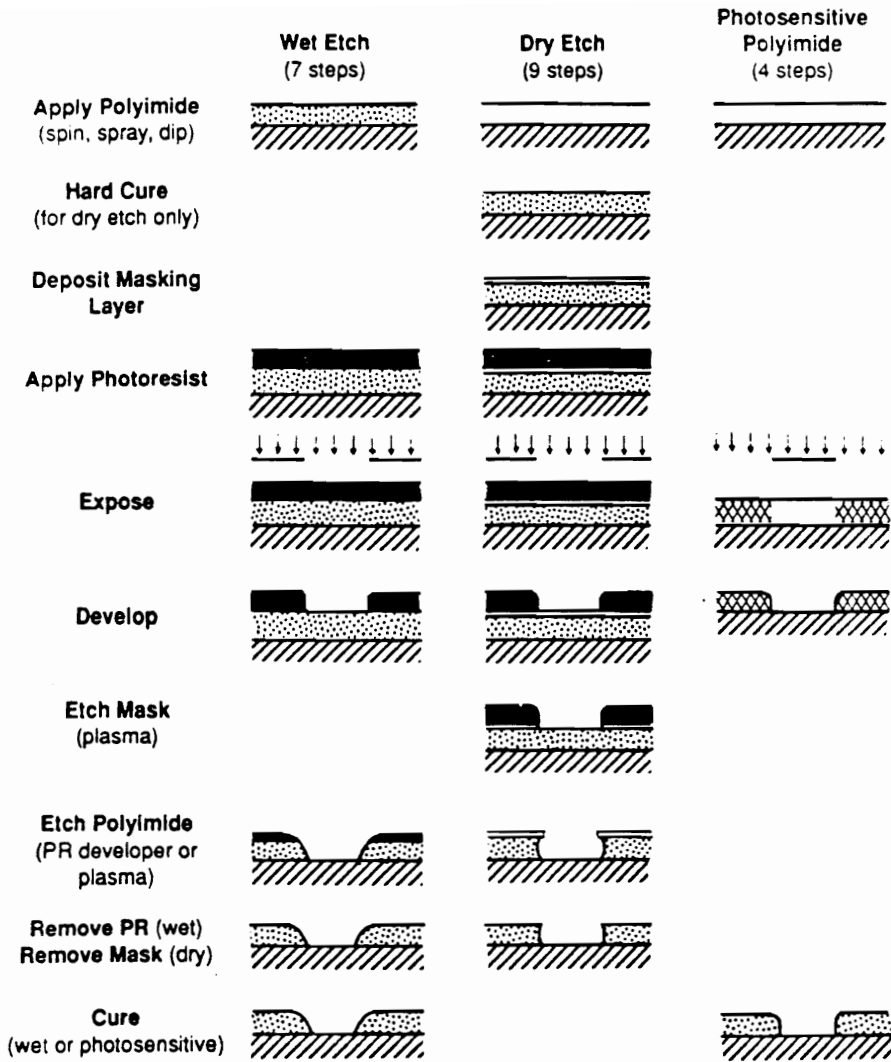 Wet Etch
(7 steps)
Dry Etch
(9 steps)
Photosensitive
Polyimide
(4 steps)
Apply Polyimide
(spin, spray, dip)
Hard Cure
(for dry etch only)
Deposit Masking
Layer
Apply Photoresist
Expose
Develop
Etch Mask
(plasma)
Etch Polyimide
(PR developer or
plasma)
Remove PR (wet)
Remove Mask (dry)
Cure
(wet or photosensitive)